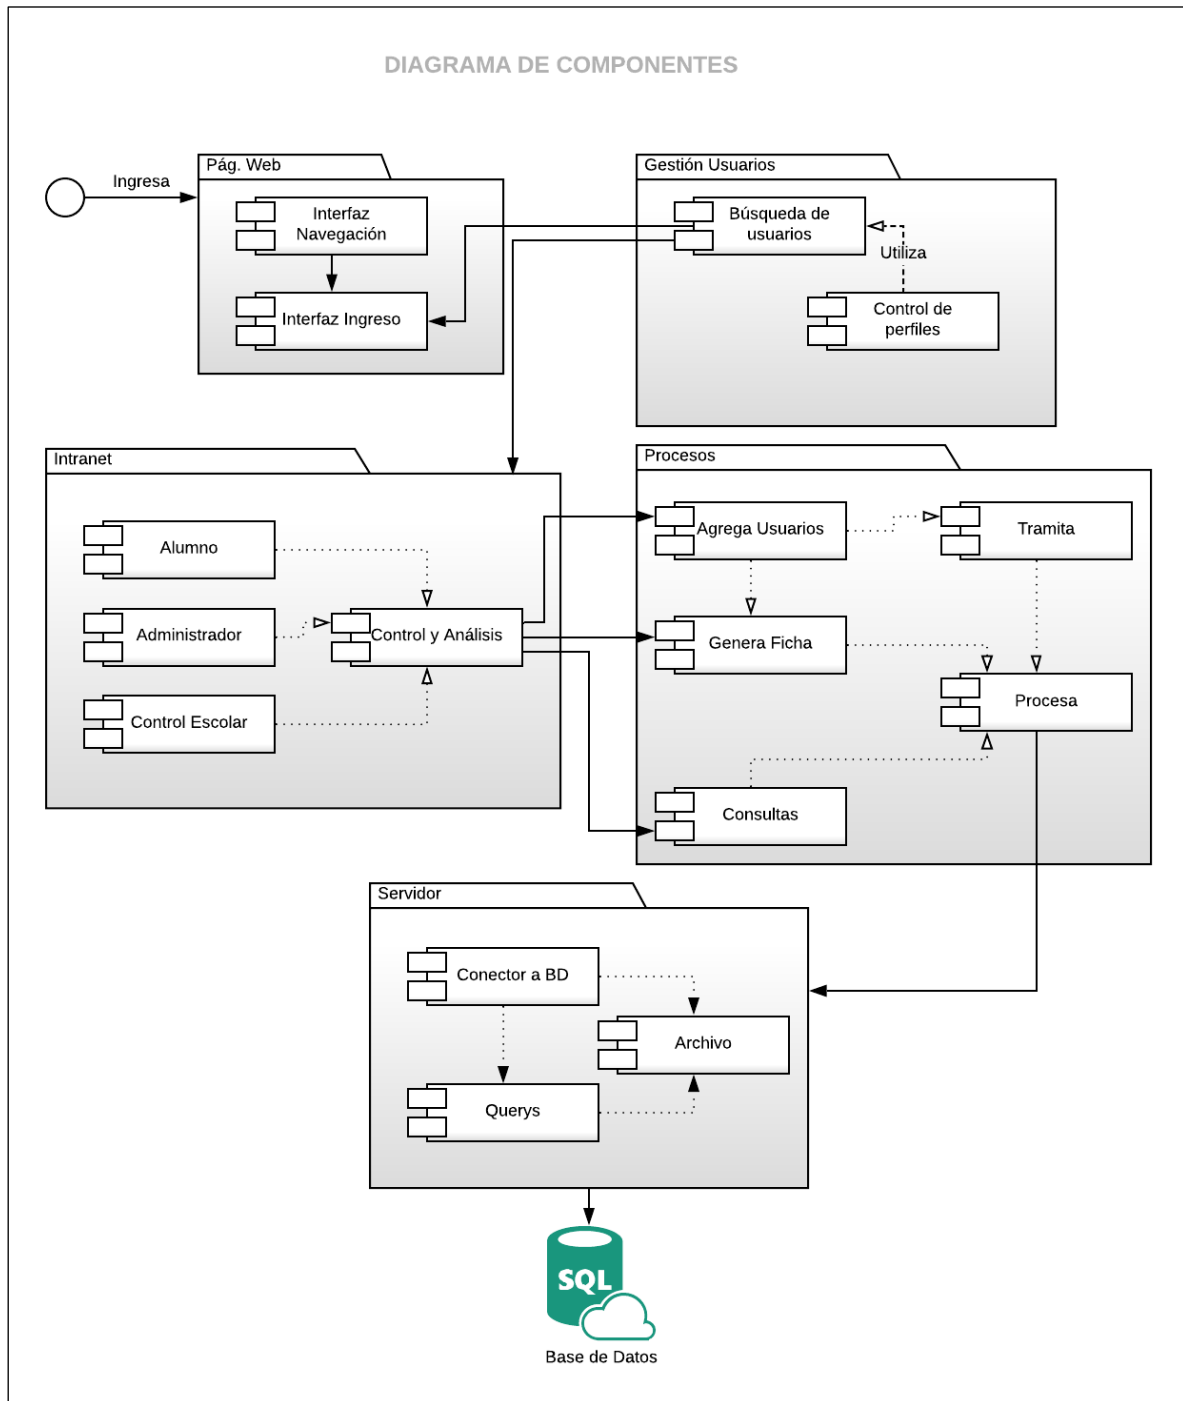 DIAGRAMA DE COMPONENTES
Ingresa
Pág. Web
Interfaz
Navegación
Interfaz Ingreso
Gestión Usuarios
Búsqueda de
usuarios
Utiliza
Control de
perfiles
Intranet
Alumno
Administrador
Control y Análisis
Control Escolar
Procesos
Agrega Usuarios
Tramita
Genera Ficha
Procesa
Consultas
Servidor
Conector a BD
Archivo
Querys
SQL
Base de Datos